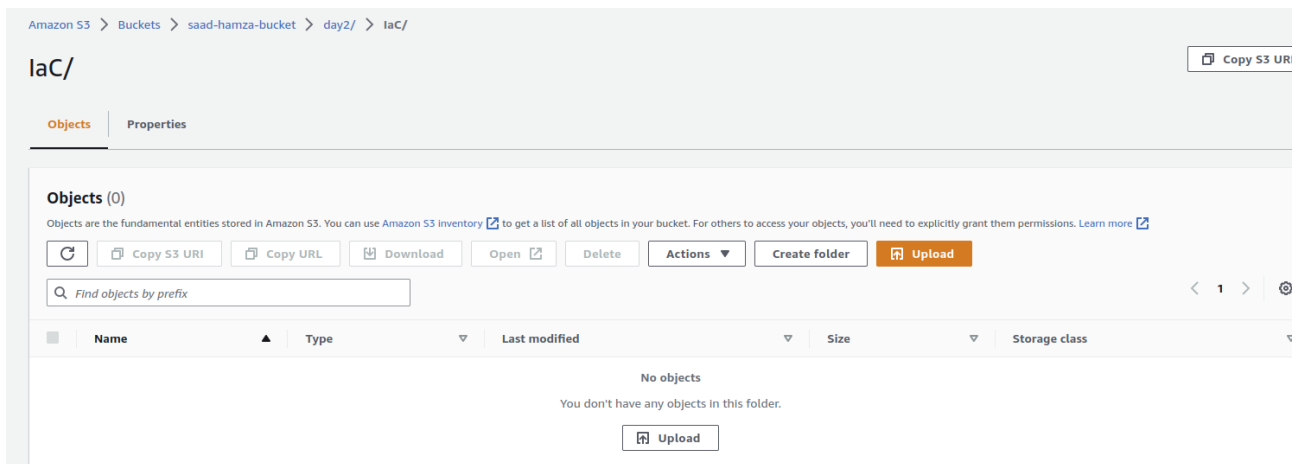 Amazon S3 > Buckets > saad-hamza-bucket > day2/ > IaC/
IaC/
Copy S3 URI
Objects
Properties
Objects (0)
Objects are the fundamental entities stored in Amazon S3. You can use Amazon S3 inventory to get a list of all objects in your bucket. For others to access your objects, you'll need to explicitly grant them permissions. Learn more
Copy S3 URI Copy URL Download Open Delete Actions Create folder Upload
Find objects by prefix
1
Name Type Last modified Size Storage class
No objects
You don't have any objects in this folder.
Upload